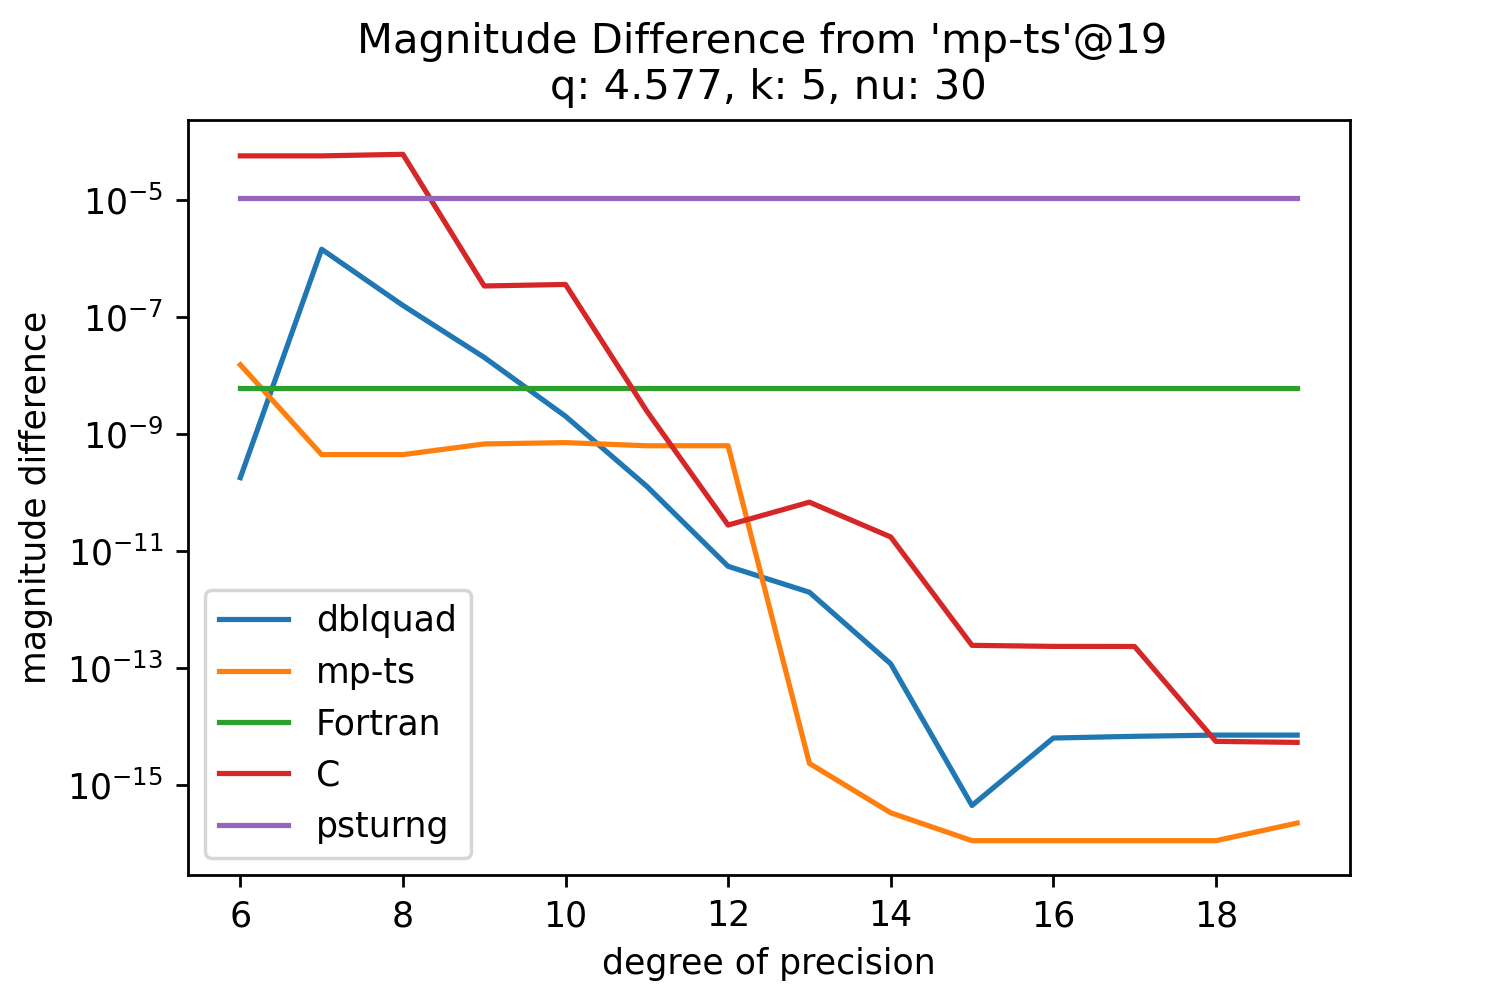 Magnitude Difference from 'mp-ts'@19
q: 4.577, k: 5, nu: 30
magnitude difference
10⁻⁵
10⁻⁷
10⁻⁹
10⁻¹¹
10⁻¹³
10⁻¹⁵
dblquad
mp-ts
Fortran
C
psturng
6 8 10 12 14 16 18
degree of precision